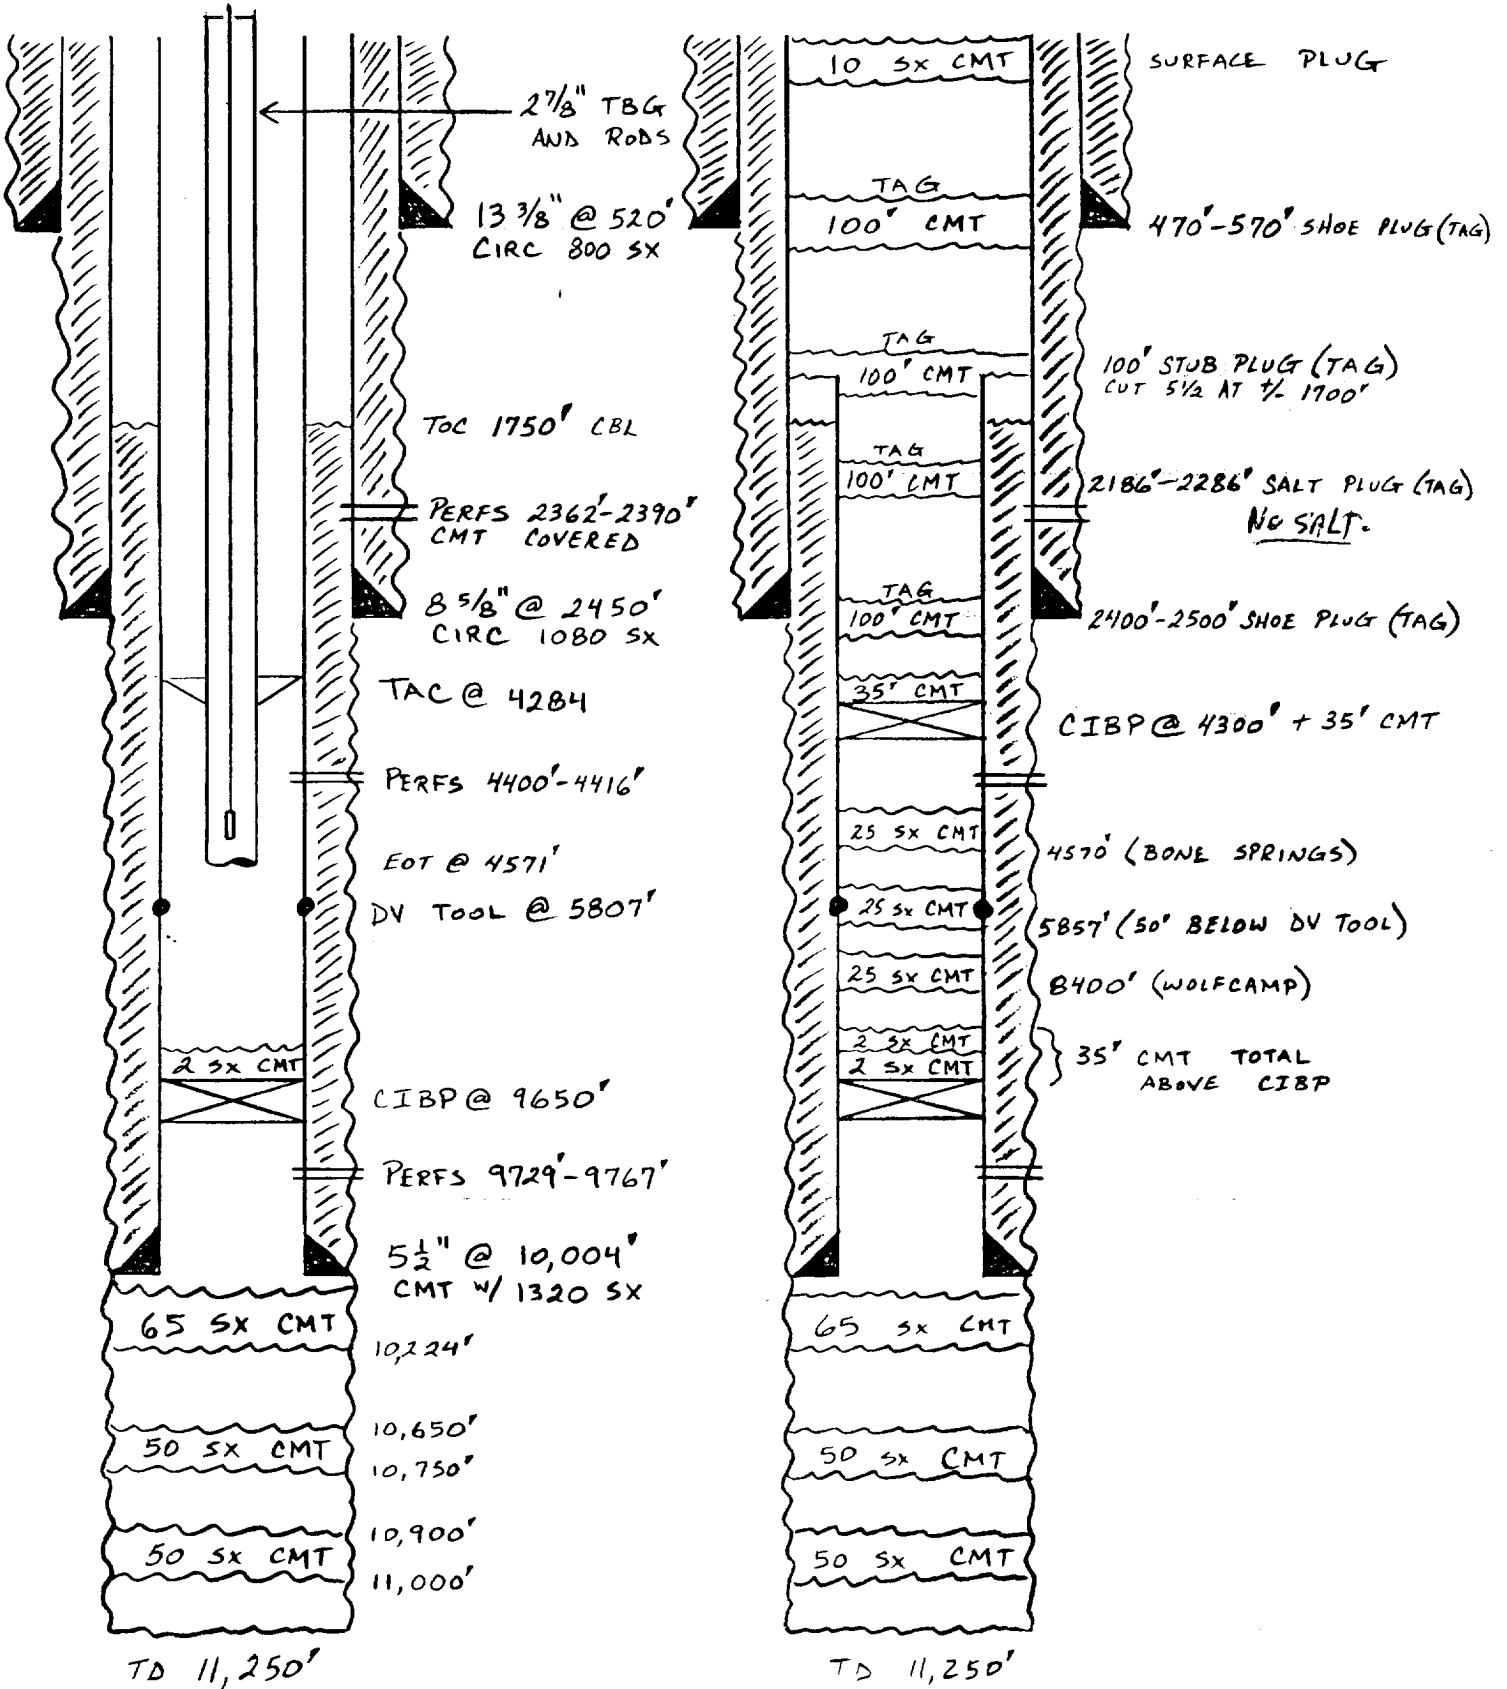 2 7/8" TBG
AND RODS
13 3/8" @ 520'
CIRC 800 SX
TOC 1750' CBL
PERFS 2362'-2390'
CMT COVERED
8 5/8" @ 2450'
CIRC 1080 SX
TAC @ 4284
PERFS 4400'-4416'
EOT @ 4571'
DV TOOL @ 5807'
2 SX CMT
CIBP @ 9650'
PERFS 9729'-9767'
5 1/2" @ 10,004'
CMT W/ 1320 SX
65 SX CMT
10,224'
10,650'
50 SX CMT
10,750'
10,900'
50 SX CMT
11,000'
TD 11,250'
10 SX CMT
SURFACE PLUG
TAG
100' CMT
470'-570' SHOE PLUG (TAG)
TAG
100' CMT
100' STUB PLUG (TAG)
CUT 5 1/2 AT +/- 1700'
TAG
100' CMT
2186'-2286' SALT PLUG (TAG)
NO SALT.
TAG
100' CMT
2400'-2500' SHOE PLUG (TAG)
35' CMT
CIBP @ 4300' + 35' CMT
25 SX CMT
4570' (BONE SPRINGS)
25 SX CMT
5857' (50' BELOW DV TOOL)
25 SX CMT
8400' (WOLFCAMP)
2 SX CMT
2 SX CMT
35' CMT TOTAL
ABOVE CIBP
65 SX CMT
50 SX CMT
50 SX CMT
TD 11,250'